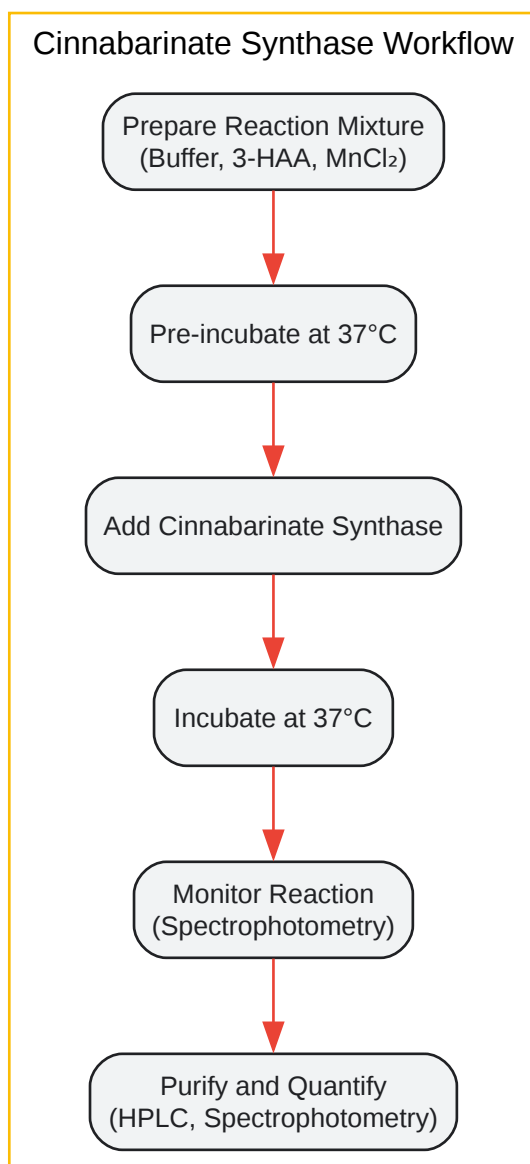 Cinnabarinate Synthase Workflow
Prepare Reaction Mixture
(Buffer, 3-HAA, MnCl₂)
Pre-incubate at 37°C
Add Cinnabarinate Synthase
Incubate at 37°C
Monitor Reaction
(Spectrophotometry)
Purify and Quantify
(HPLC, Spectrophotometry)